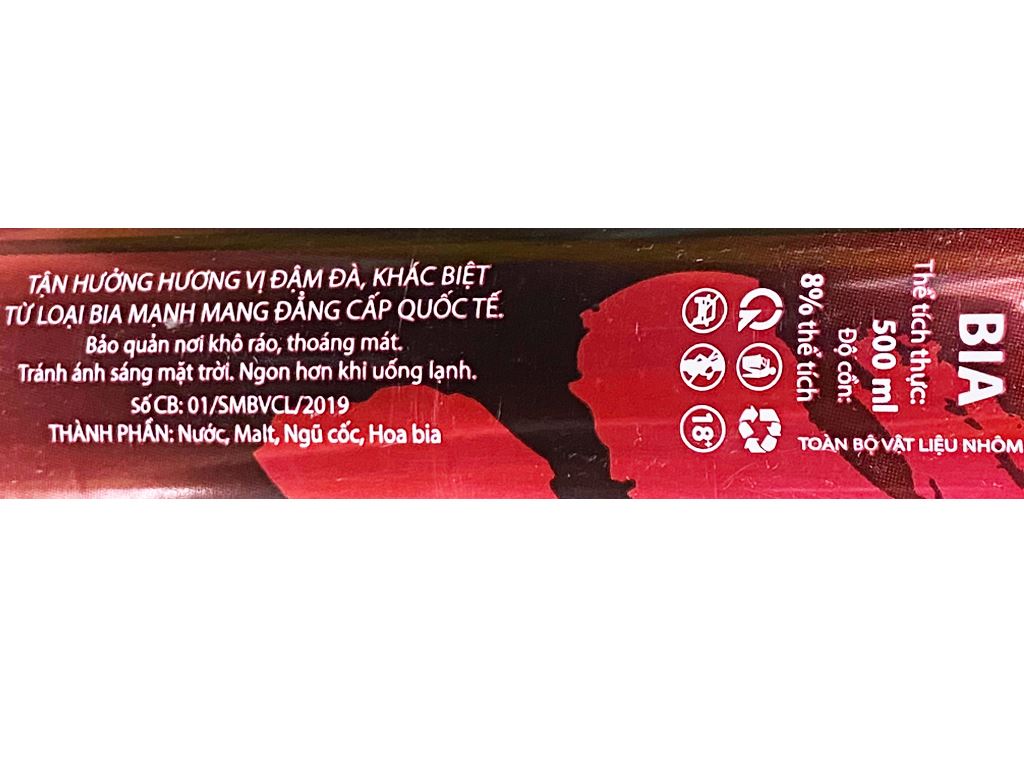 TẬN HƯỞNG HƯƠNG VỊ ĐẬM ĐÀ, KHÁC BIỆT
TỪ LOẠI BIA MẠNH MANG ĐẲNG CẤP QUỐC TẾ.
Bảo quản nơi khô ráo, thoáng mát.
Tránh ánh sáng mặt trời. Ngon hơn khi uống lạnh.
Số CB: 01/SMBVCL/2019
THÀNH PHẦN: Nước, Malt, Ngũ cốc, Hoa bia
18+
BIA
Thể tích thực:
500 ml
Độ cồn:
8% thể tích
TOÀN BỘ VẬT LIỆU NHÔM